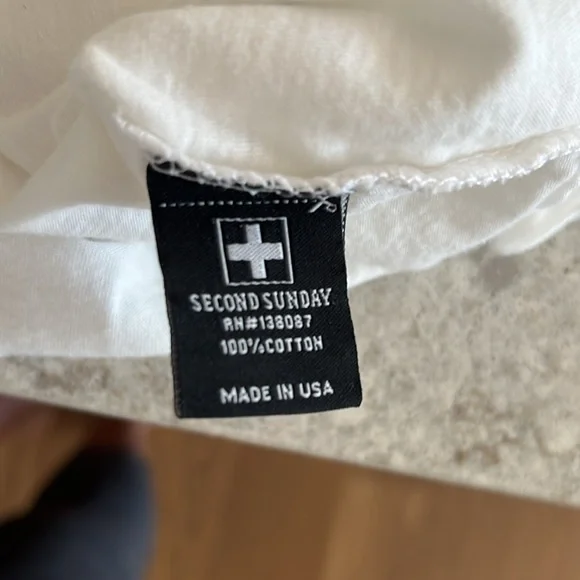 SECOND SUNDAY
RN#138087
100%COTTON
MADE IN USA